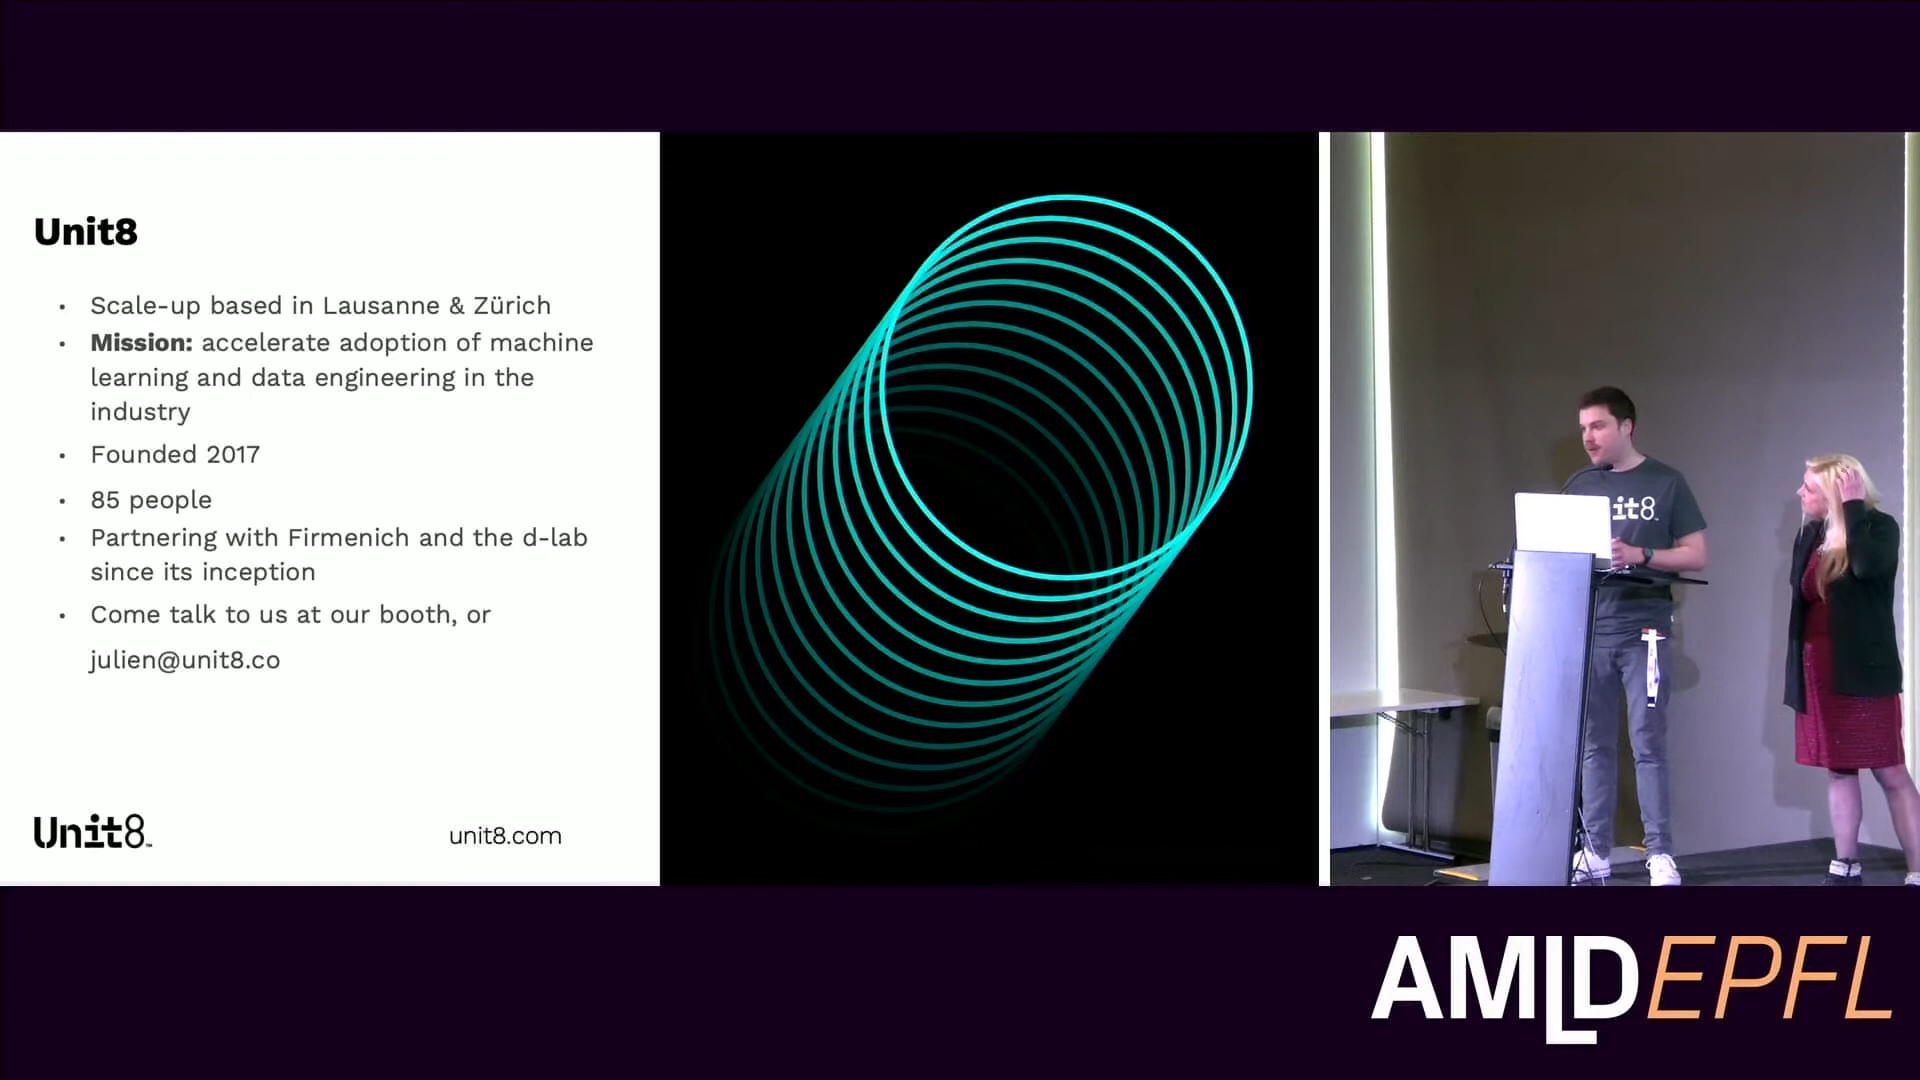 Unit8
• Scale-up based in Lausanne & Zürich
• Mission: accelerate adoption of machine
learning and data engineering in the
industry
• Founded 2017
• 85 people
• Partnering with Firmenich and the d-lab
since its inception
• Come talk to us at our booth, or
julien@unit8.co
Unit8™
unit8.com
it8™
AMLD EPFL